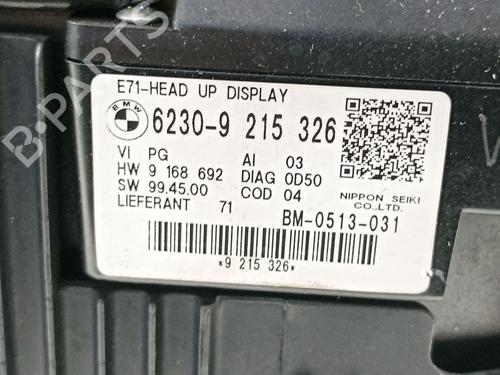 E71-HEAD UP DISPLAY
BMW 6230-9 215 326
VI PG AI 03
HW 9 168 692 DIAG 0D50
SW 99.45.00 COD 04
LIEFERANT 71
NIPPON SEIKI
CO.,LTD.
BM-0513-031
*9 215 326*
B-PARTS